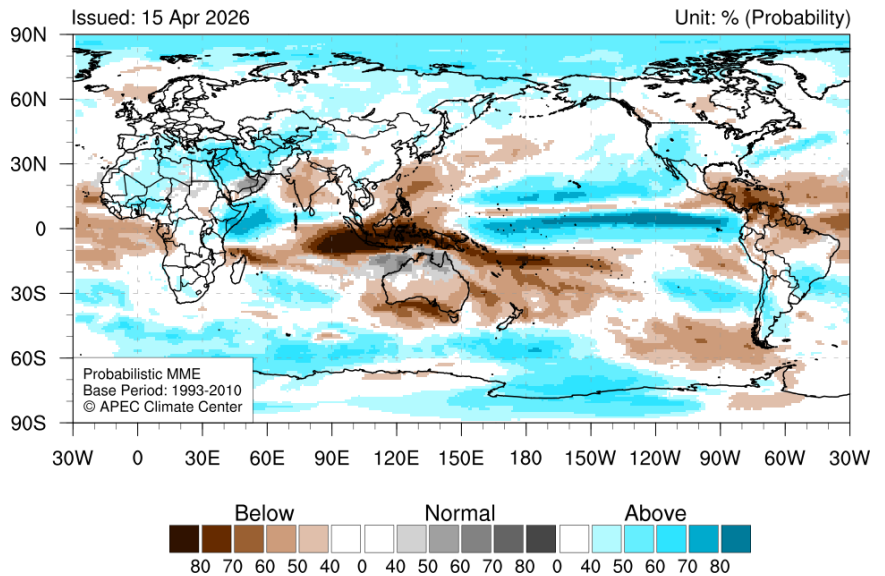 Issued: 15 Apr 2026 Unit: % (Probability)
90N
60N
30N
0
30S
60S
90S
Probabilistic MME
Base Period: 1993-2010
© APEC Climate Center
30W 0 30E 60E 90E 120E 150E 180 150W 120W 90W 60W 30W
Below Normal Above
80 70 60 50 40 0 40 50 60 70 80 0 40 50 60 70 80